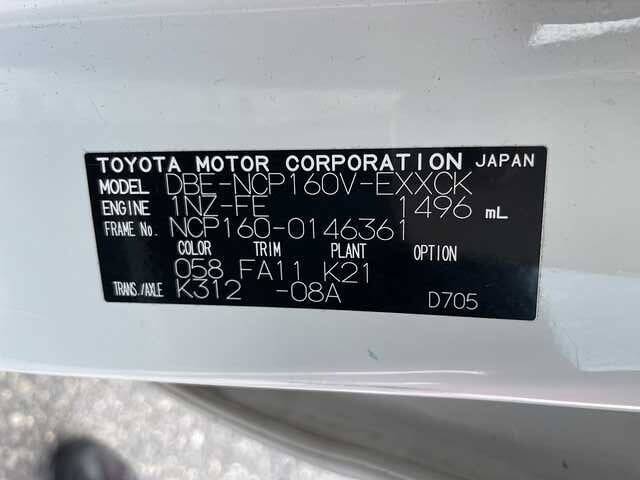 TOYOTA MOTOR CORPORATION JAPAN
MODEL DBE-NCP160V-EXXCK
ENGINE 1NZ-FE 1496 mL
FRAME No. NCP160-0146361
COLOR TRIM PLANT OPTION
058 FA11 K21
TRANS./AXLE K312 -08A D705